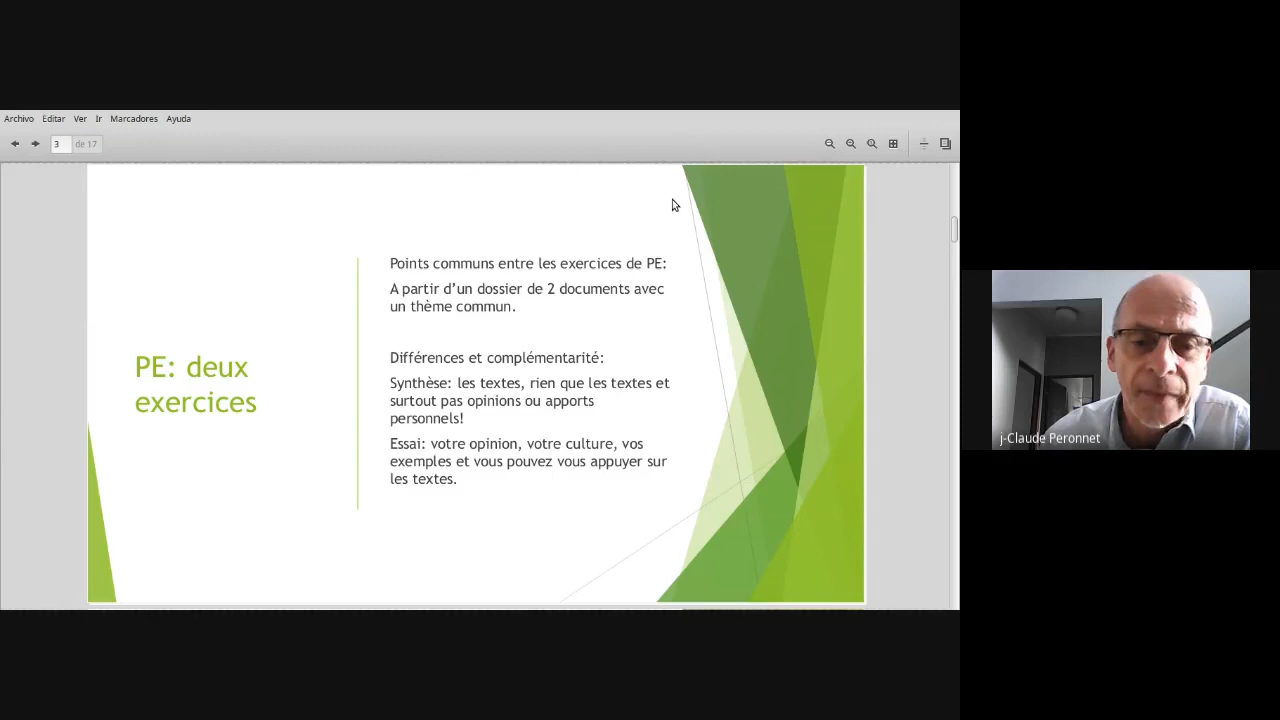 Archivo Editar Ver Ir Marcadores Ayuda
3 de 17
PE: deux
exercices
Points communs entre les exercices de PE:
A partir d’un dossier de 2 documents avec
un thème commun.
Différences et complémentarité:
Synthèse: les textes, rien que les textes et
surtout pas opinions ou apports
personnels!
Essai: votre opinion, votre culture, vos
exemples et vous pouvez vous appuyer sur
les textes.
j-Claude Peronnet